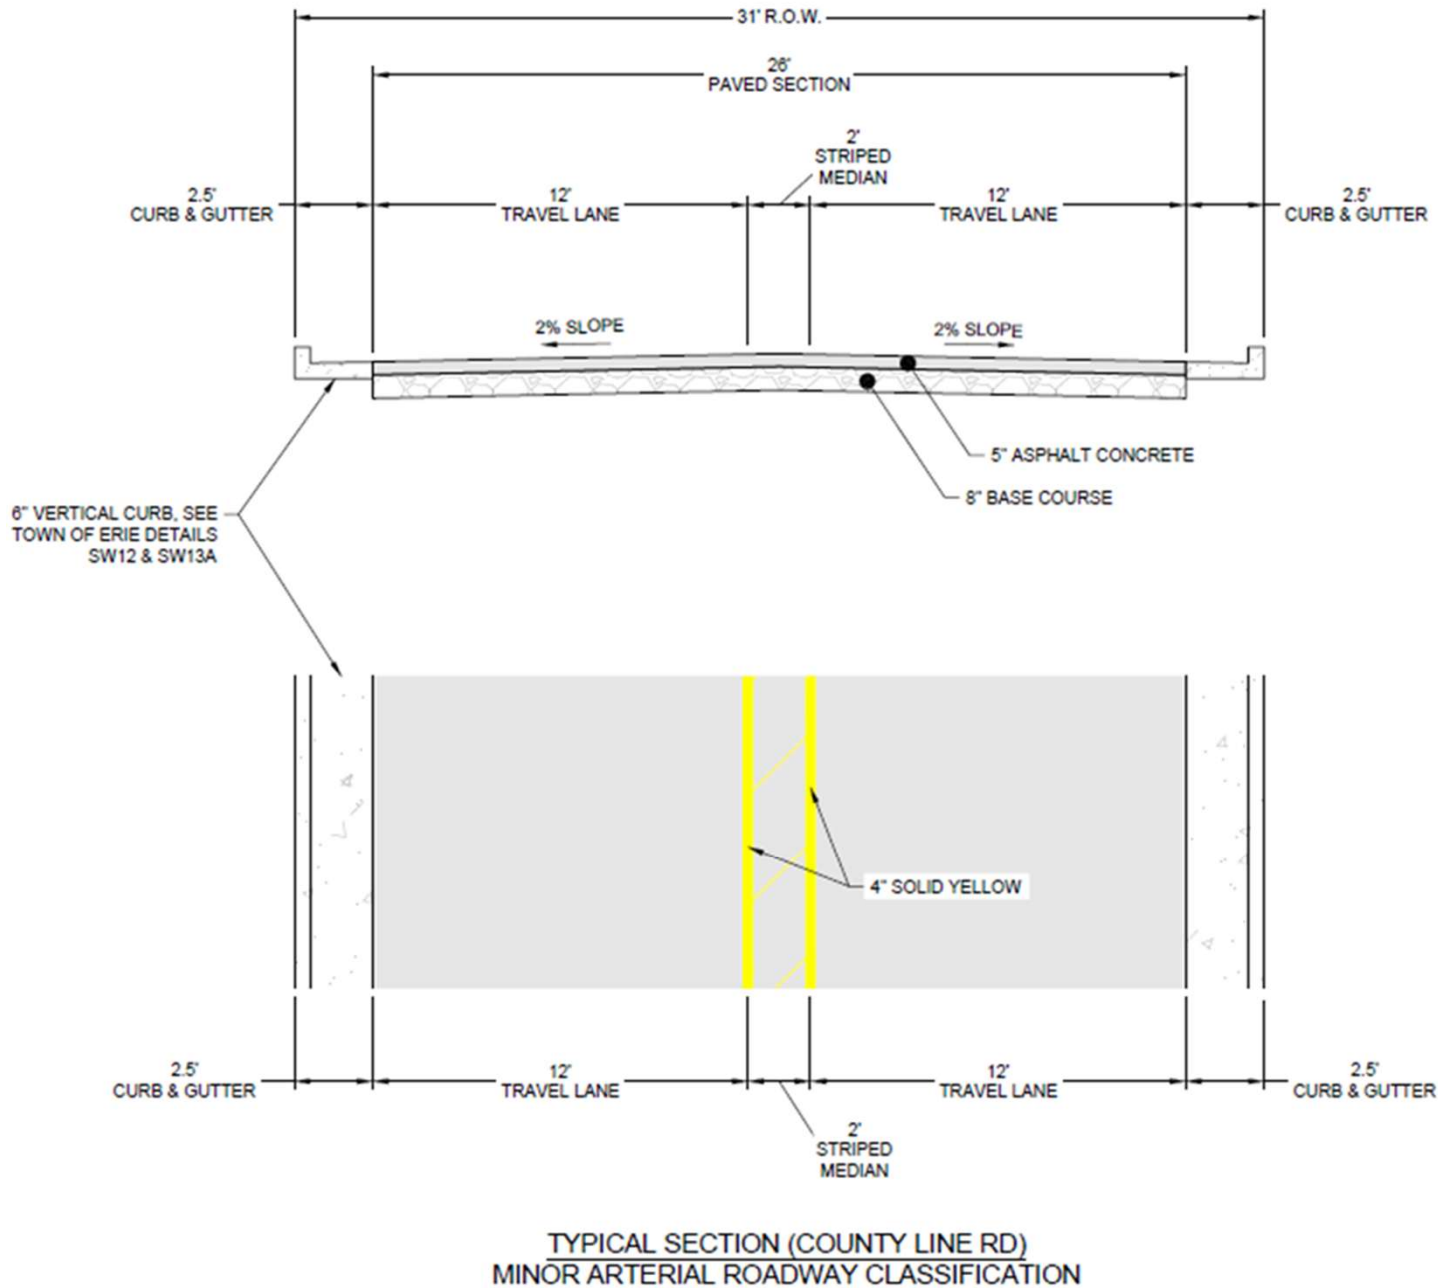 31' R.O.W.
26'
PAVED SECTION
2'
STRIPED
MEDIAN
2.5'
CURB & GUTTER
12'
TRAVEL LANE
12'
TRAVEL LANE
2.5'
CURB & GUTTER
2% SLOPE
2% SLOPE
5" ASPHALT CONCRETE
8" BASE COURSE
6" VERTICAL CURB, SEE
TOWN OF ERIE DETAILS
SW12 & SW13A
4" SOLID YELLOW
2.5'
CURB & GUTTER
12'
TRAVEL LANE
12'
TRAVEL LANE
2.5'
CURB & GUTTER
2'
STRIPED
MEDIAN
TYPICAL SECTION (COUNTY LINE RD)
MINOR ARTERIAL ROADWAY CLASSIFICATION